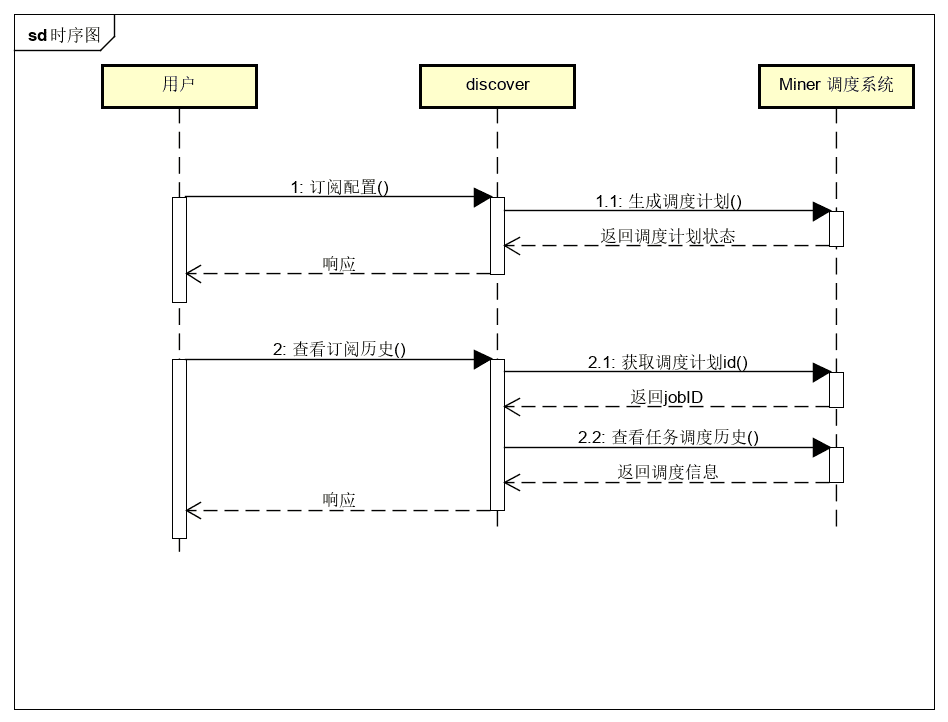 sd 时序图
用户
discover
Miner 调度系统
1: 订阅配置()
1.1: 生成调度计划()
返回调度计划状态
响应
2: 查看订阅历史()
2.1: 获取调度计划id()
返回jobID
2.2: 查看任务调度历史()
返回调度信息
响应